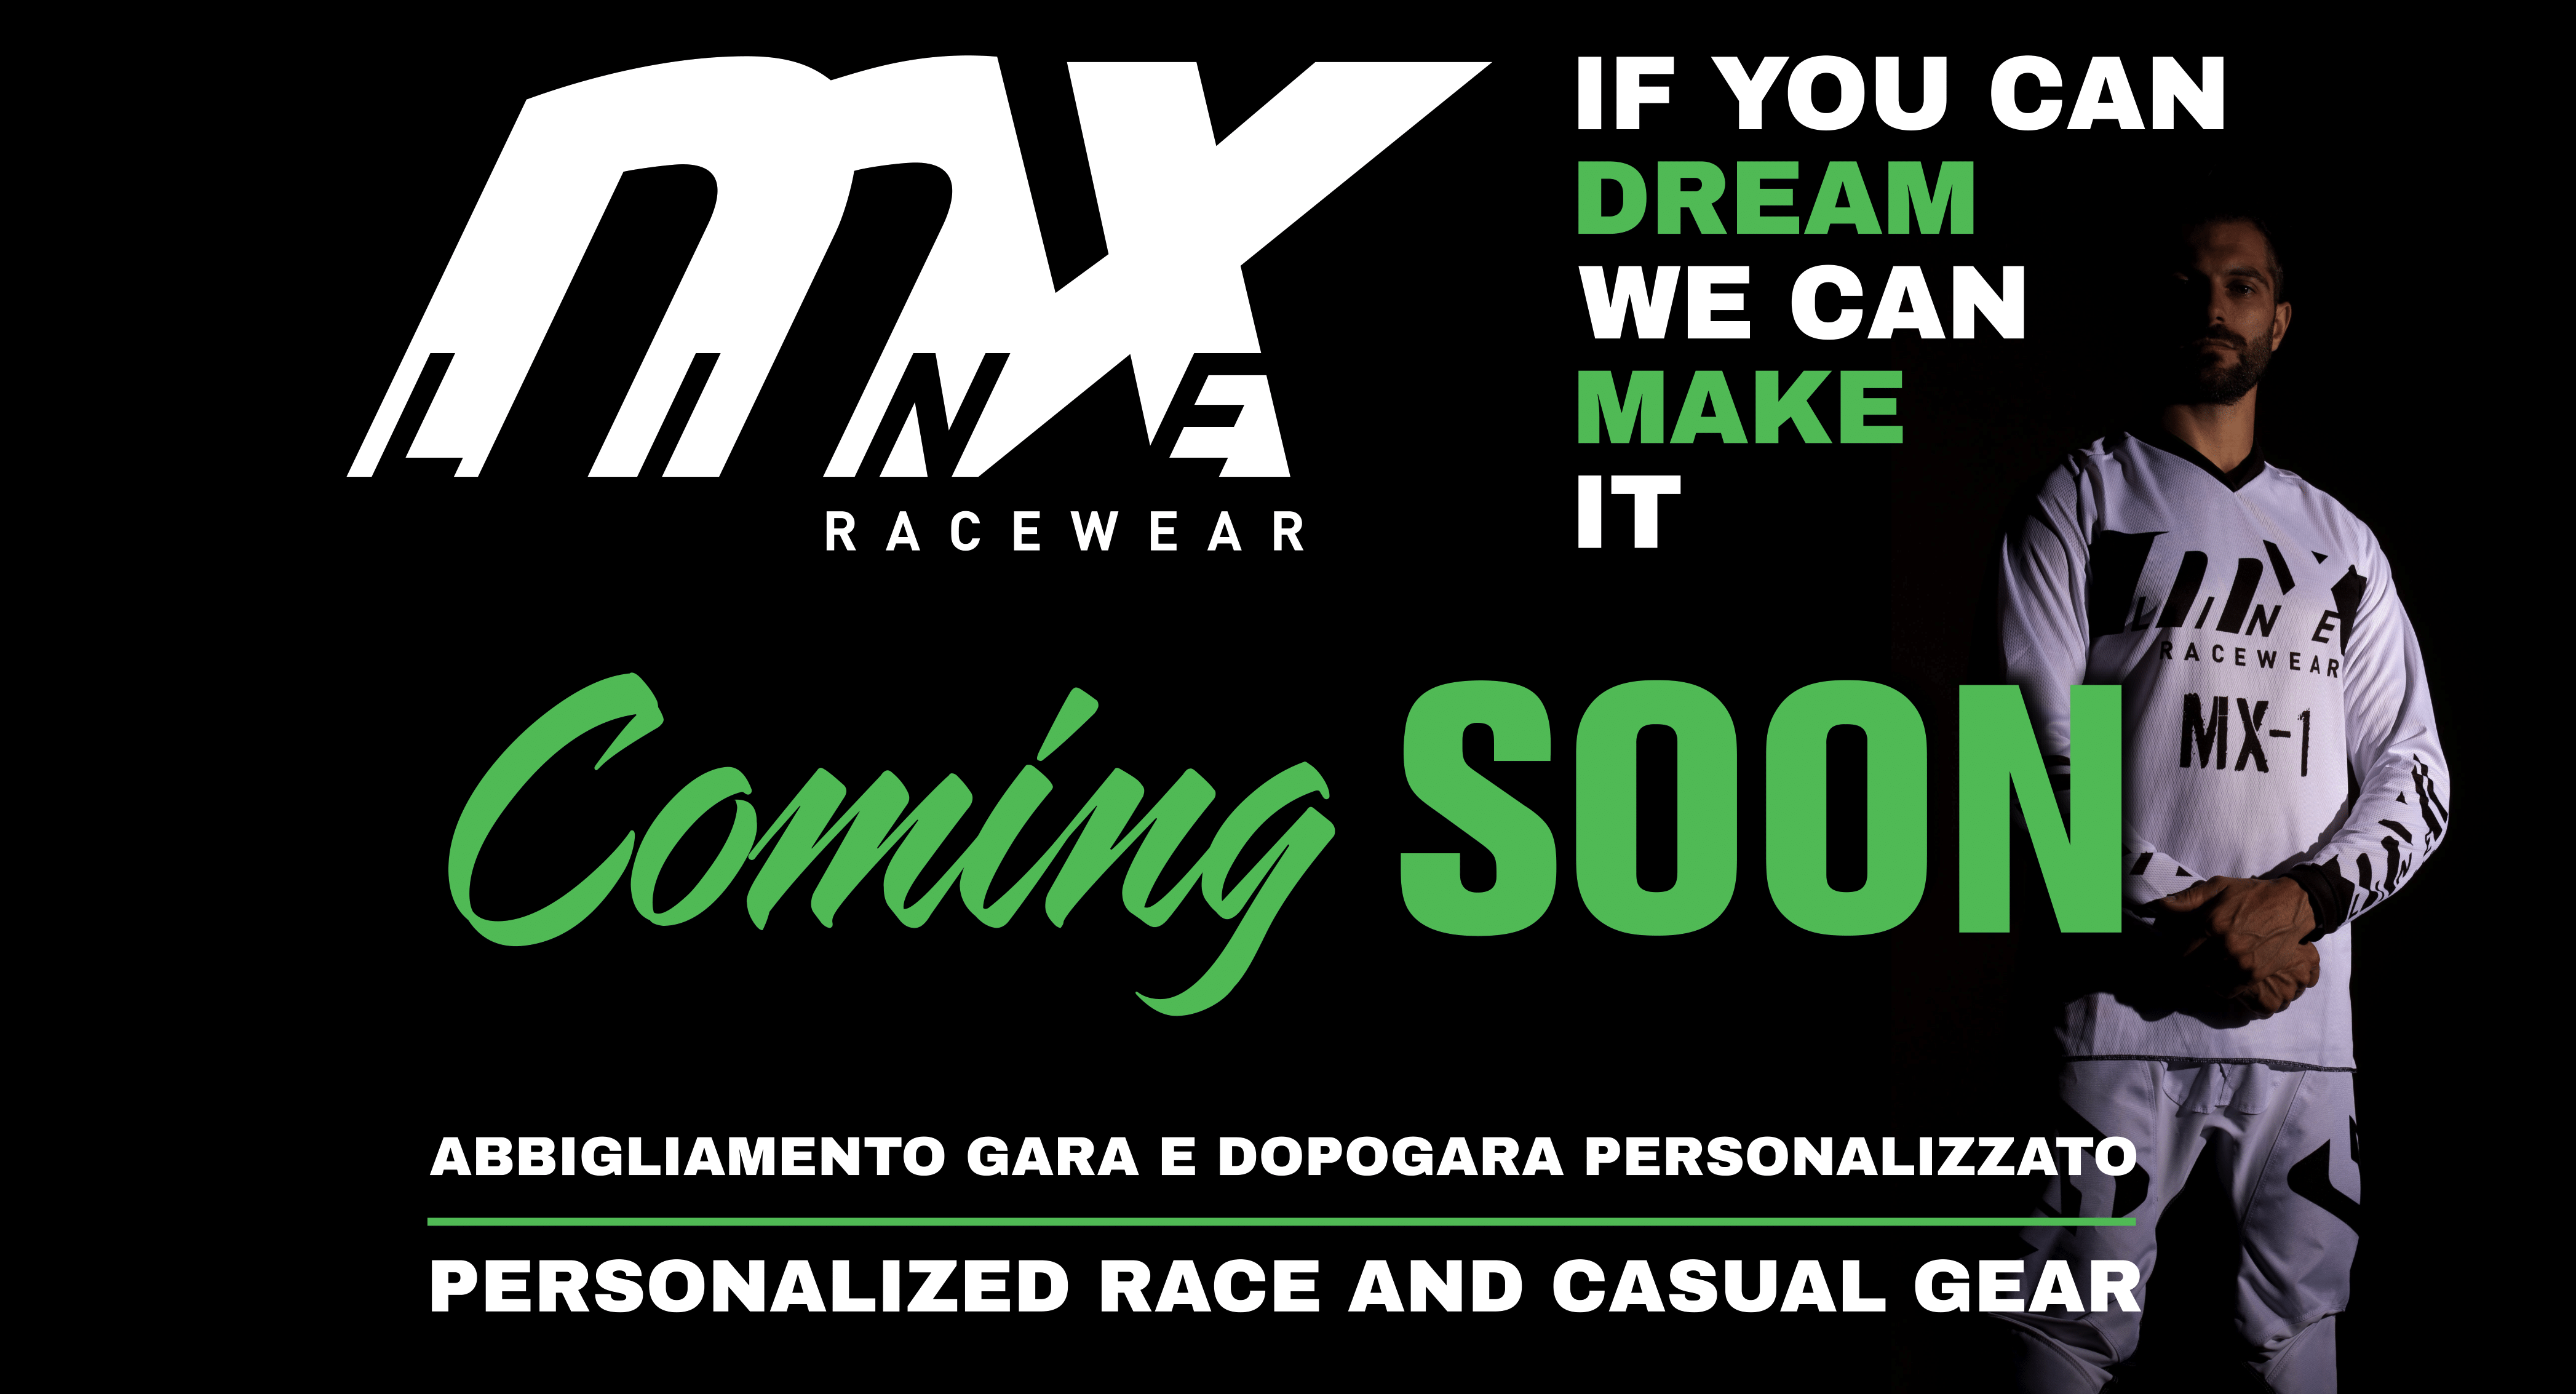 MX
LINE
RACEWEAR
IF YOU CAN
DREAM
WE CAN
MAKE
IT
MX
LINE
RACEWEAR
MX-1
Coming SOON
ABBIGLIAMENTO GARA E DOPOGARA PERSONALIZZATO
PERSONALIZED RACE AND CASUAL GEAR